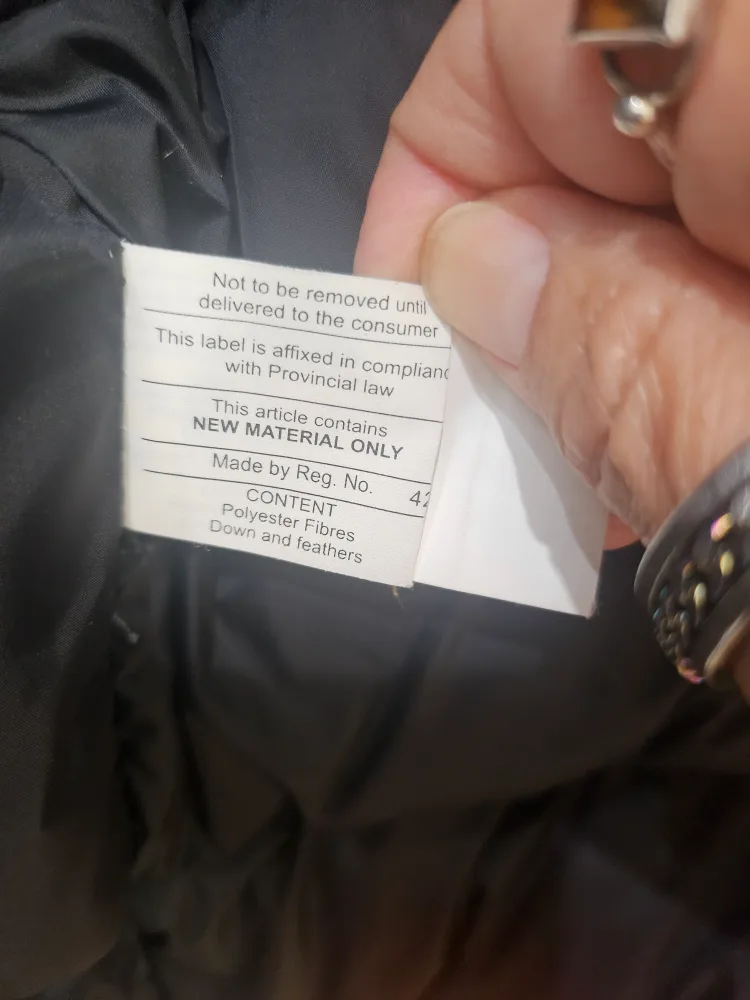 Not to be removed until
delivered to the consumer
This label is affixed in
with Provincial law
This article contains
NEW MATERIAL ONLY
Made by Reg. No.
CONTENT
Polyester Fibres
Down and feathers